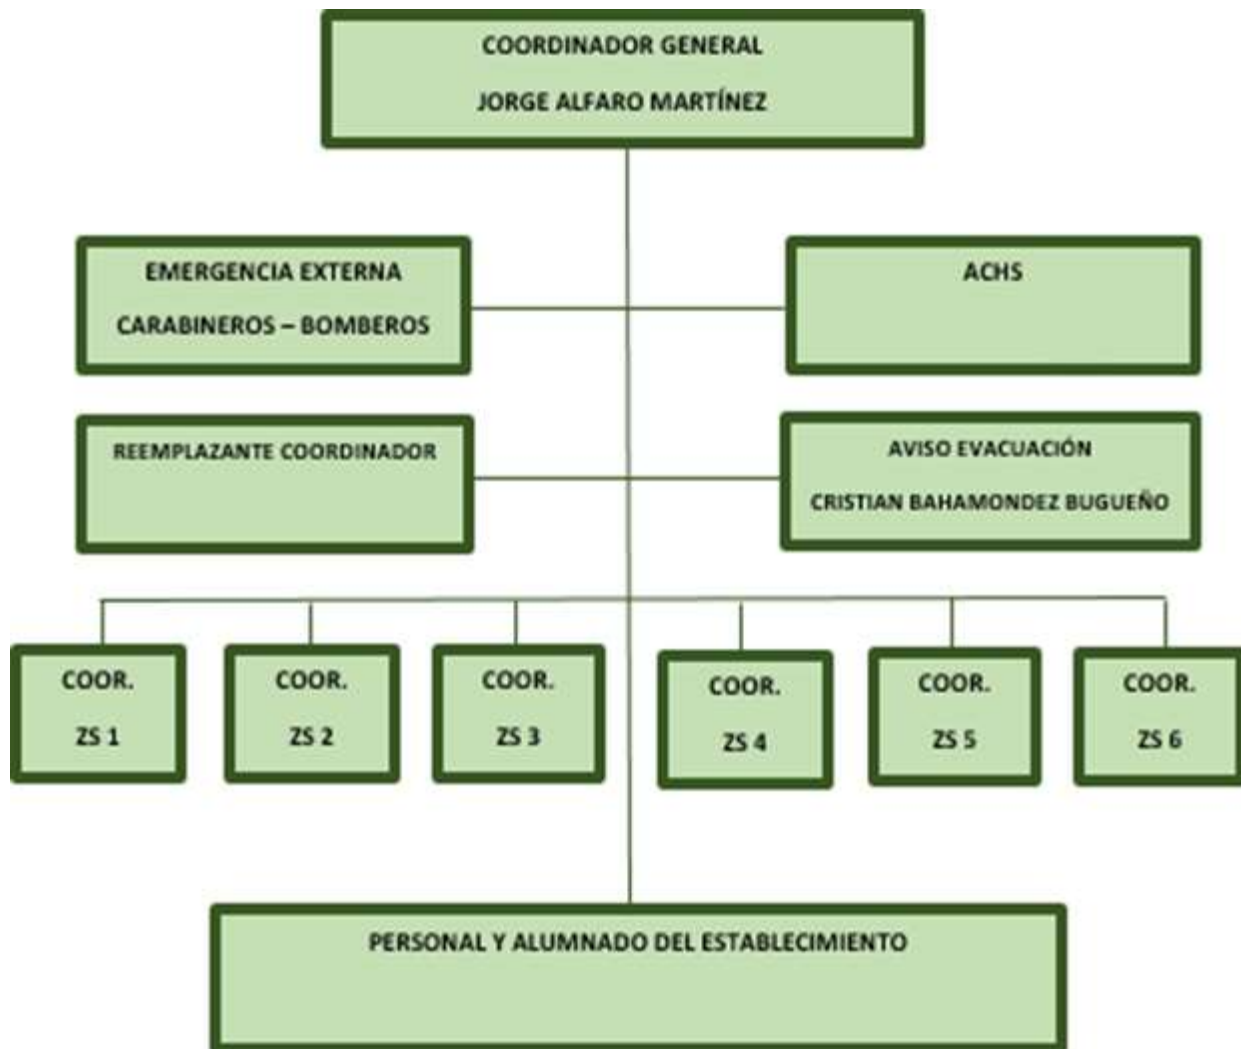 COORDINADOR GENERAL
JORGE ALFARO MARTÍNEZ
EMERGENCIA EXTERNA
CARABINEROS – BOMBEROS
ACHS
REEMPLAZANTE COORDINADOR
AVISO EVACUACIÓN
CRISTIAN BAHAMONDEZ BUGUEÑO
COOR.
ZS 1
COOR.
ZS 2
COOR.
ZS 3
COOR.
ZS 4
COOR.
ZS 5
COOR.
ZS 6
PERSONAL Y ALUMNADO DEL ESTABLECIMIENTO